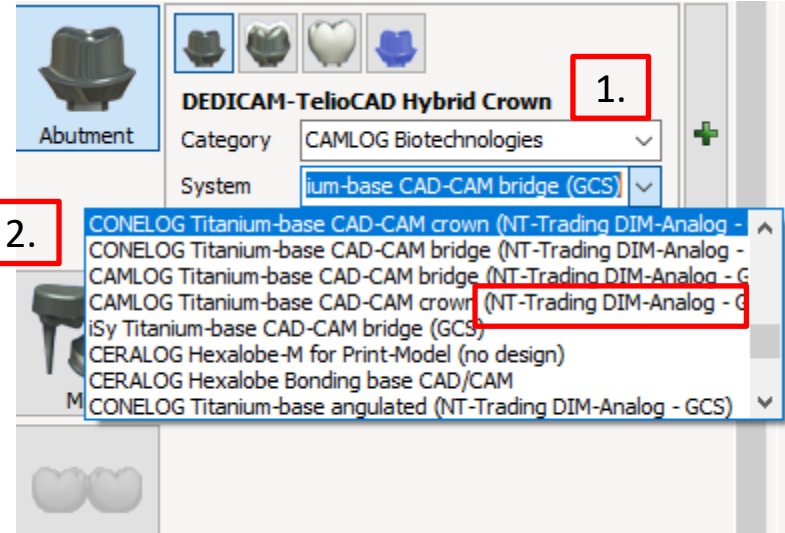 1.
DEDICAM-TelioCAD Hybrid Crown
Abutment
Category CAMLOG Biotechnologies
System ium-base CAD-CAM bridge (GCS)
2.
CONELOG Titanium-base CAD-CAM crown (NT-Trading DIM-Analog -
CONELOG Titanium-base CAD-CAM bridge (NT-Trading DIM-Analog -
CAMLOG Titanium-base CAD-CAM bridge (NT-Trading DIM-Analog - G
CAMLOG Titanium-base CAD-CAM crown (NT-Trading DIM-Analog - G
iSy Titanium-base CAD-CAM bridge (GCS)
CERALOG Hexalobe-M for Print-Model (no design)
CERALOG Hexalobe Bonding base CAD/CAM
M
CONELOG Titanium-base angulated (NT-Trading DIM-Analog - GCS)